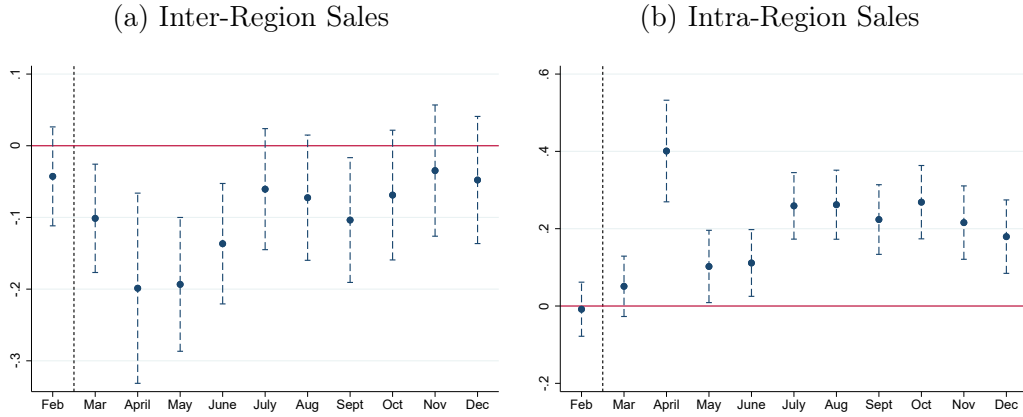 (a) Inter-Region Sales
.1
0
-.1
-.2
-.3
Feb Mar April May June July Aug Sept Oct Nov Dec
(b) Intra-Region Sales
.6
.4
.2
0
-.2
Feb Mar April May June July Aug Sept Oct Nov Dec